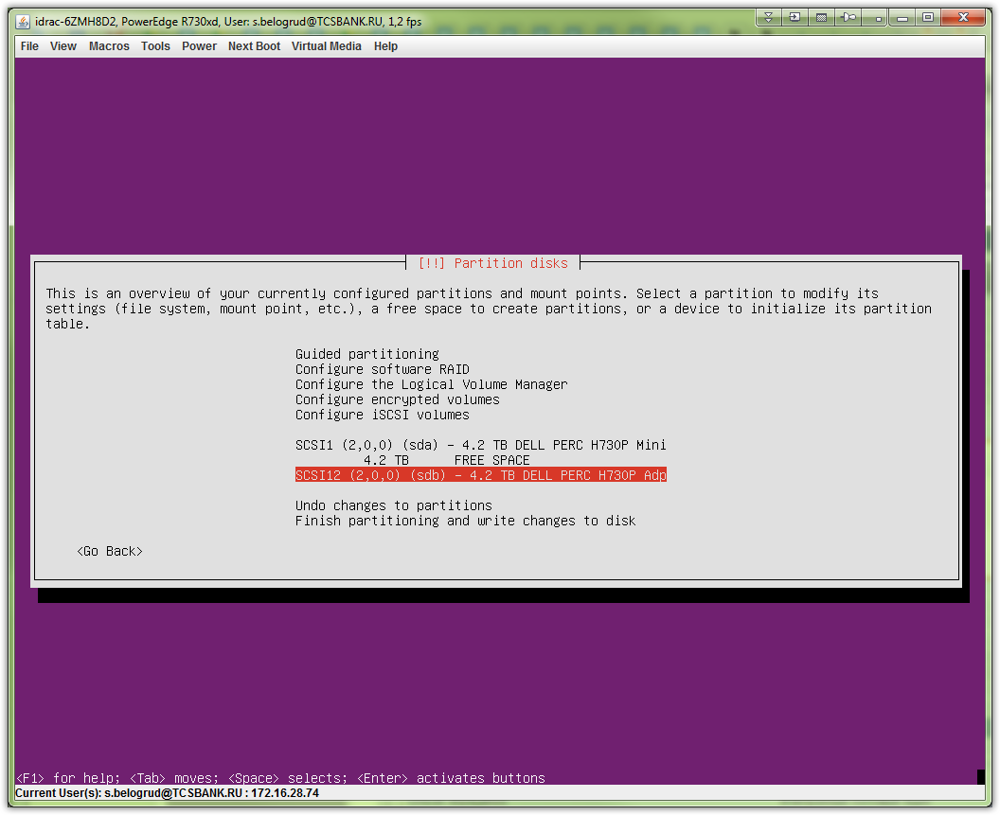 idrac-6ZMH8D2, PowerEdge R730xd, User: s.belogrud@TCSBANK.RU, 1,2 fps
File View Macros Tools Power Next Boot Virtual Media Help
[!!] Partition disks
This is an overview of your currently configured partitions and mount points. Select a partition to modify its
settings (file system, mount point, etc.), a free space to create partitions, or a device to initialize its partition
table.
Guided partitioning
Configure software RAID
Configure the Logical Volume Manager
Configure encrypted volumes
Configure iSCSI volumes
SCSI1 (2,0,0) (sda) - 4.2 TB DELL PERC H730P Mini
4.2 TB FREE SPACE
SCSI12 (2,0,0) (sdb) - 4.2 TB DELL PERC H730P Adp
Undo changes to partitions
Finish partitioning and write changes to disk
<Go Back>
<F1> for help; <Tab> moves; <Space> selects; <Enter> activates buttons
Current User(s): s.belogrud@TCSBANK.RU : 172.16.28.74